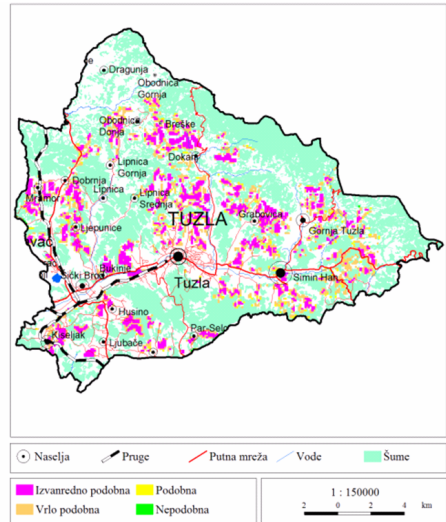 Dragunja
Obodnica
Gornja
Obodnica
Donja
Breške
Dokanj
Lipnica
Gornja
Dobrnja
Mramor
Lipnica
Lipnica
Srednja
TUZLA
Grabovica
Gornja Tuzla
Ljepunice
Bukinje
Tuzla
Simin Han
Husino
Par-Selo
Kiseljak
Ljubače
Naselja
Pruge
Putna mreža
Vode
Šume
Izvanredno podobna
Podobna
Vrlo podobna
Nepodobna
1 : 150000
2 0 2 4 km